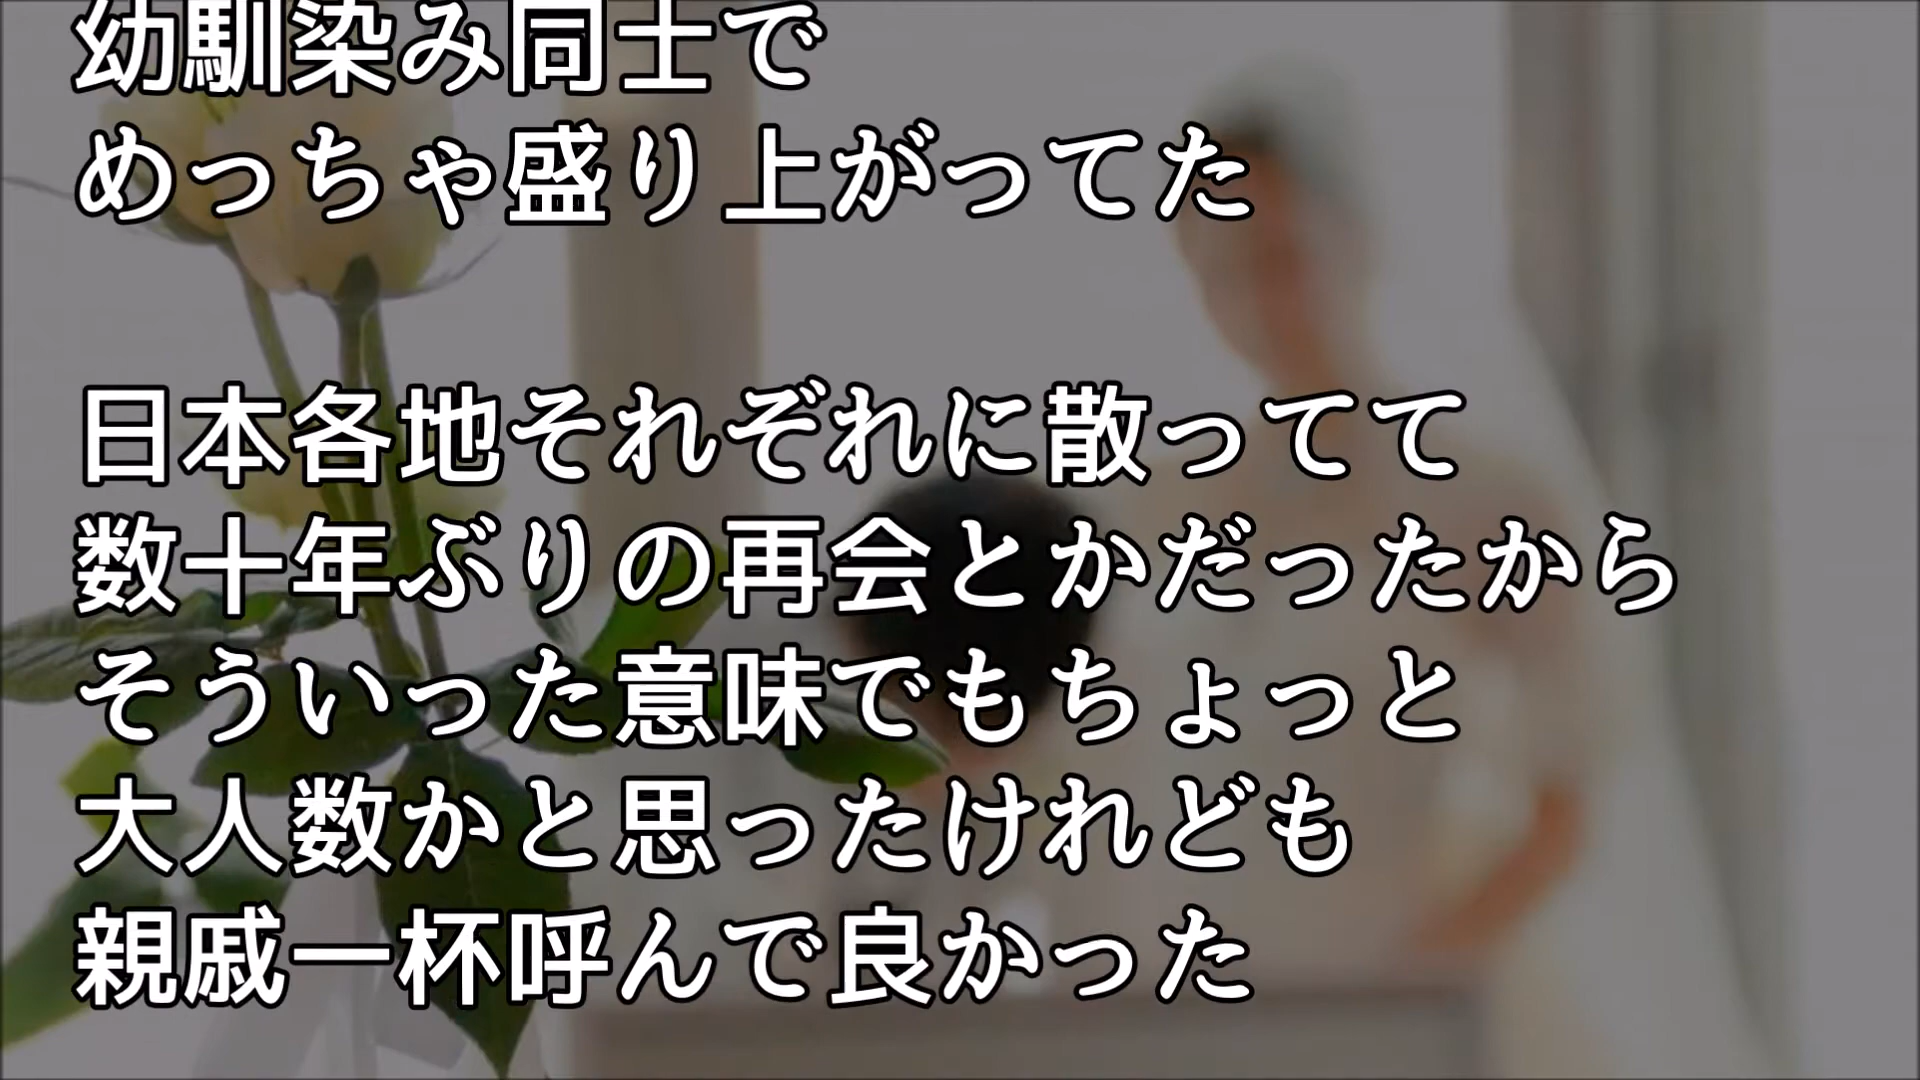 幼馴染み同士で
めっちゃ盛り上がってた
日本各地それぞれに散ってて
数十年ぶりの再会とかだったから
そういった意味でもちょっと
大人数かと思ったけれども
親戚一杯呼んで良かった